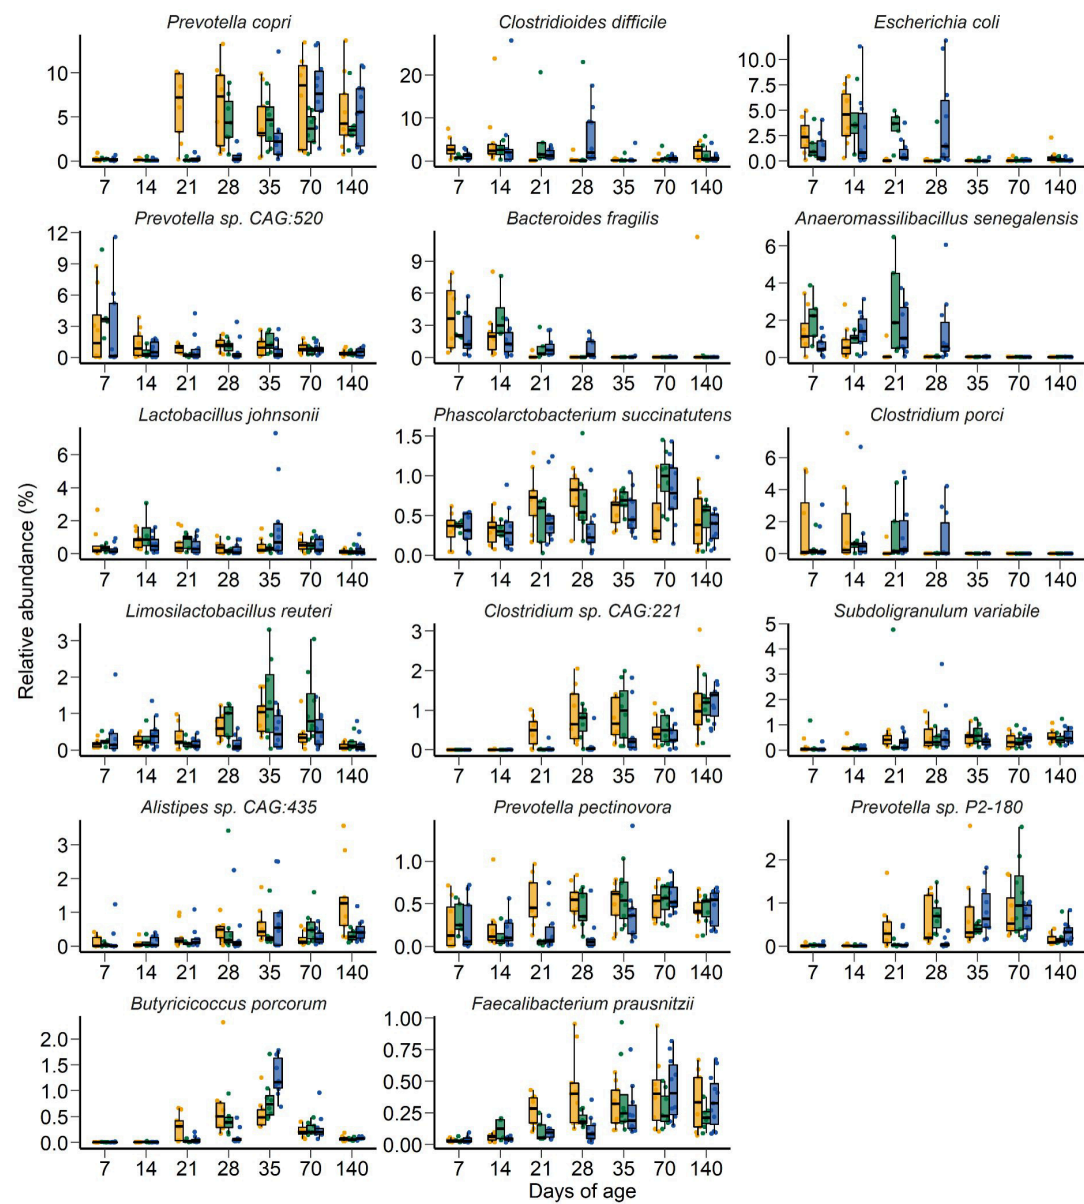 Prevotella copri
Clostridioides difficile
Escherichia coli
10
5
0
7 14 21 28 35 70 140
20
10
0
7 14 21 28 35 70 140
10.0
7.5
5.0
2.5
0.0
7 14 21 28 35 70 140
Prevotella sp. CAG:520
Bacteroides fragilis
Anaeromassilibacillus senegalensis
12
9
6
3
0
7 14 21 28 35 70 140
9
6
3
0
7 14 21 28 35 70 140
6
4
2
0
7 14 21 28 35 70 140
Lactobacillus johnsonii
Phascolarctobacterium succinatutens
Clostridium porci
6
4
2
0
7 14 21 28 35 70 140
1.5
1.0
0.5
0.0
7 14 21 28 35 70 140
6
4
2
0
7 14 21 28 35 70 140
Relative abundance (%)
Limosilactobacillus reuteri
Clostridium sp. CAG:221
Subdoligranulum variabile
3
2
1
0
7 14 21 28 35 70 140
3
2
1
0
7 14 21 28 35 70 140
5
4
3
2
1
0
7 14 21 28 35 70 140
Alistipes sp. CAG:435
Prevotella pectinovora
Prevotella sp. P2-180
3
2
1
0
7 14 21 28 35 70 140
1.0
0.5
0.0
7 14 21 28 35 70 140
2
1
0
7 14 21 28 35 70 140
Butyricicoccus porcorum
Faecalibacterium prausnitzii
2.0
1.5
1.0
0.5
0.0
7 14 21 28 35 70 140
1.00
0.75
0.50
0.25
0.00
7 14 21 28 35 70 140
Days of age